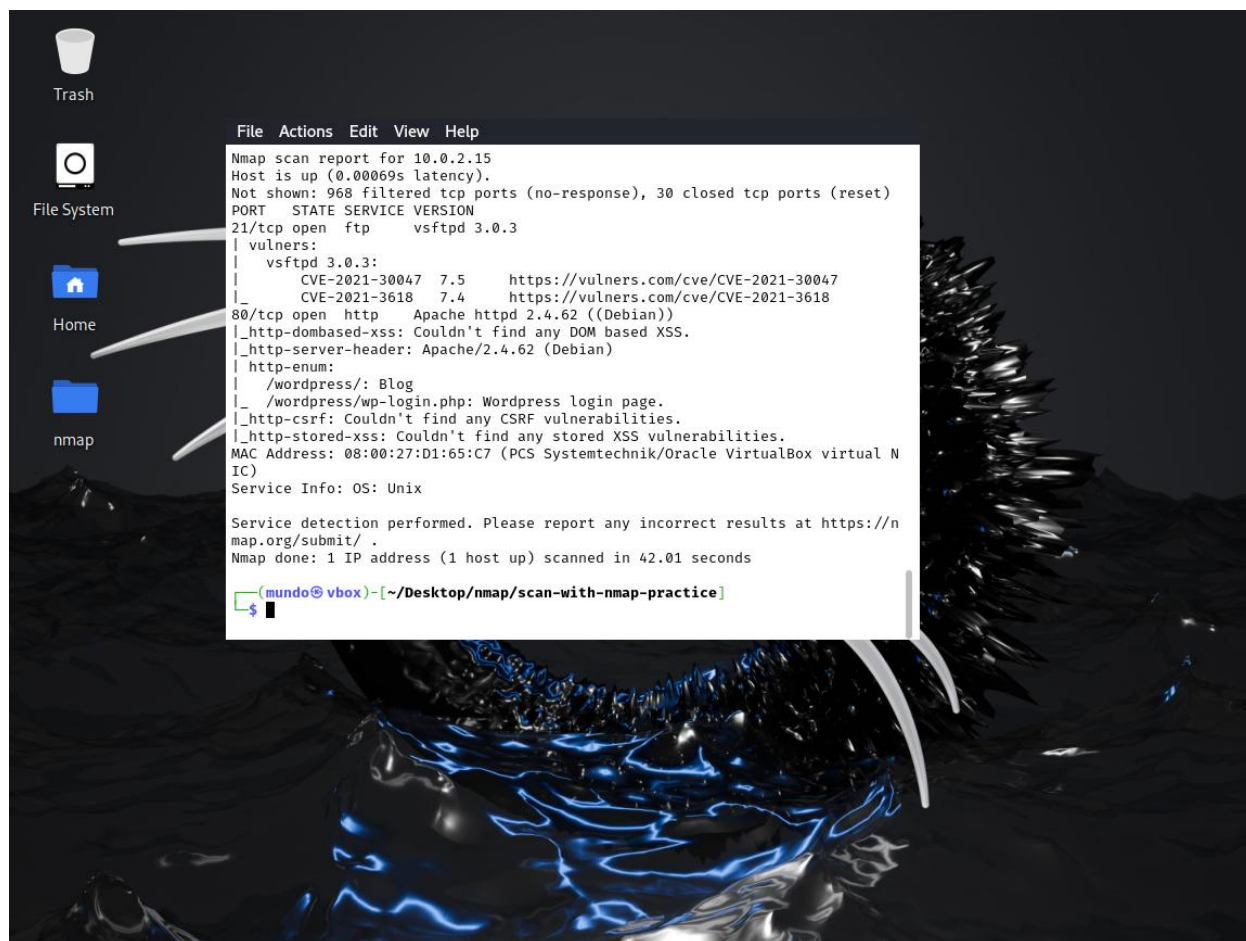 Trash
File System
Home
nmap
File Actions Edit View Help
Nmap scan report for 10.0.2.15
Host is up (0.00069s latency).
Not shown: 968 filtered tcp ports (no-response), 30 closed tcp ports (reset)
PORT   STATE SERVICE VERSION
21/tcp open  ftp     vsftpd 3.0.3
| vulners:
|   vsftpd 3.0.3:
|       CVE-2021-30047  7.5     https://vulners.com/cve/CVE-2021-30047
|_      CVE-2021-3618   7.4     https://vulners.com/cve/CVE-2021-3618
80/tcp open  http    Apache httpd 2.4.62 ((Debian))
|_http-dombased-xss: Couldn't find any DOM based XSS.
|_http-server-header: Apache/2.4.62 (Debian)
| http-enum:
|   /wordpress/: Blog
|_  /wordpress/wp-login.php: Wordpress login page.
|_http-csrf: Couldn't find any CSRF vulnerabilities.
|_http-stored-xss: Couldn't find any stored XSS vulnerabilities.
MAC Address: 08:00:27:D1:65:C7 (PCS Systemtechnik/Oracle VirtualBox virtual N
IC)
Service Info: OS: Unix
Service detection performed. Please report any incorrect results at https://n
map.org/submit/ .
Nmap done: 1 IP address (1 host up) scanned in 42.01 seconds
┌──(mundo㉿vbox)-[~/Desktop/nmap/scan-with-nmap-practice]
└─$